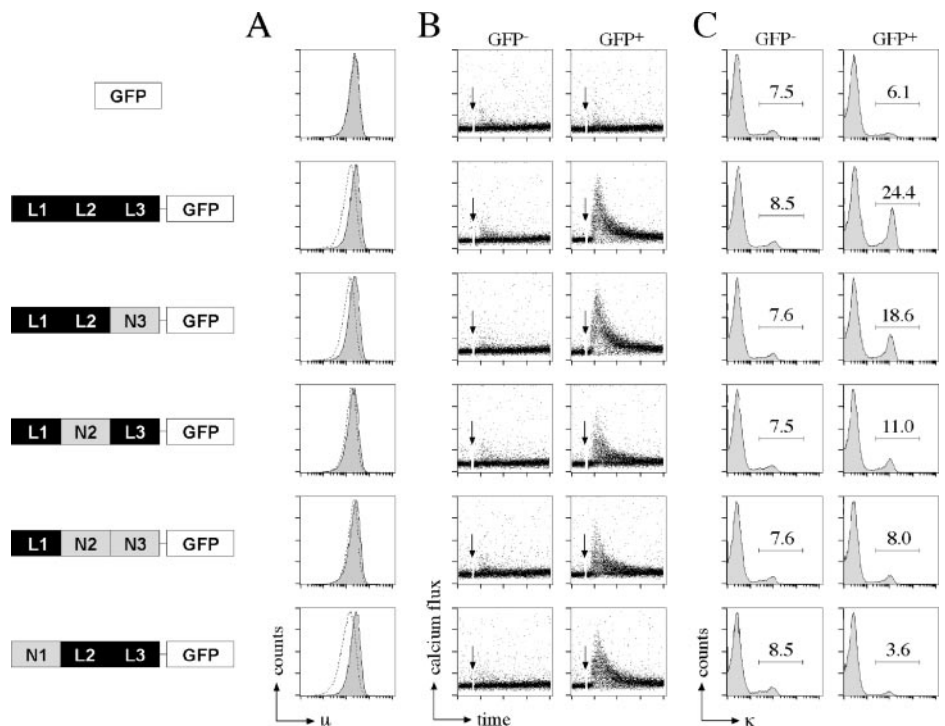 A B C
GFP- GFP+ GFP- GFP+
GFP 7.5 6.1
L1 L2 L3 GFP 8.5 24.4
L1 L2 N3 GFP 7.6 18.6
L1 N2 L3 GFP 7.5 11.0
L1 N2 N3 GFP 7.6 8.0
N1 L2 L3 GFP 8.5 3.6
counts calcium flux counts
μ time κ